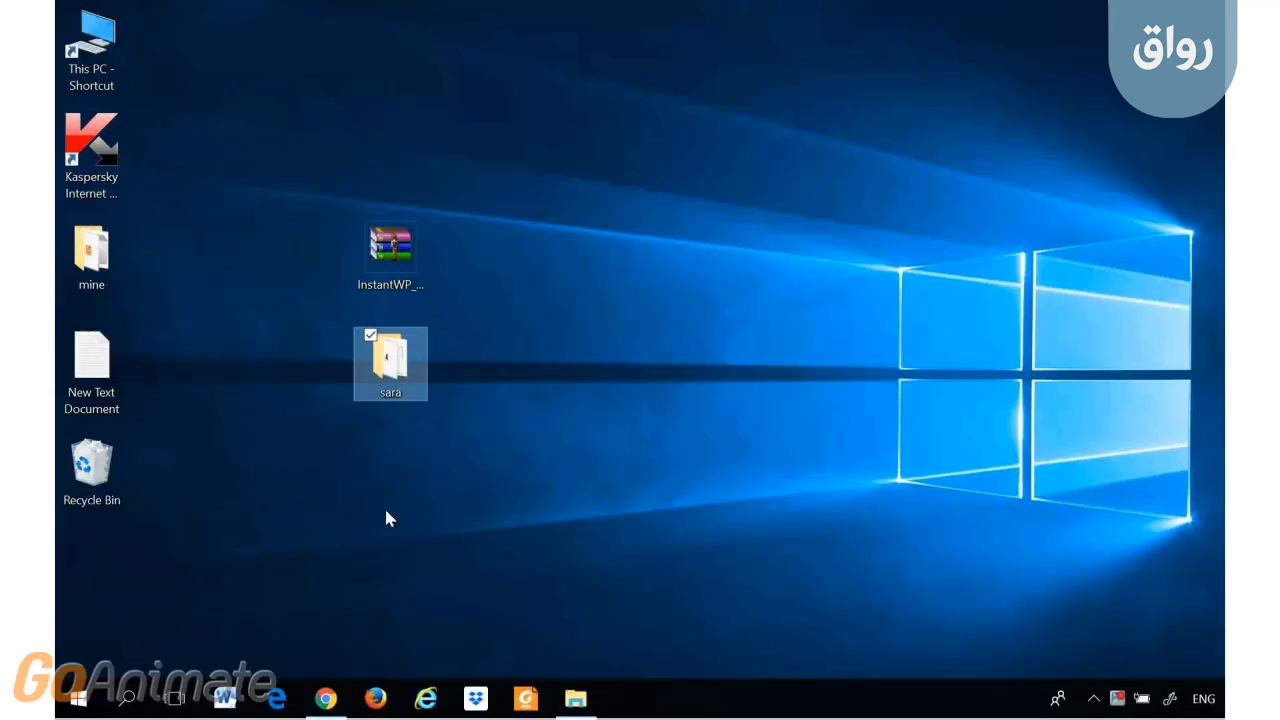 رواق
This PC -
Shortcut
Kaspersky
Internet ...
mine
New Text
Document
Recycle Bin
InstantWP_...
sara
GoAnimate
ENG